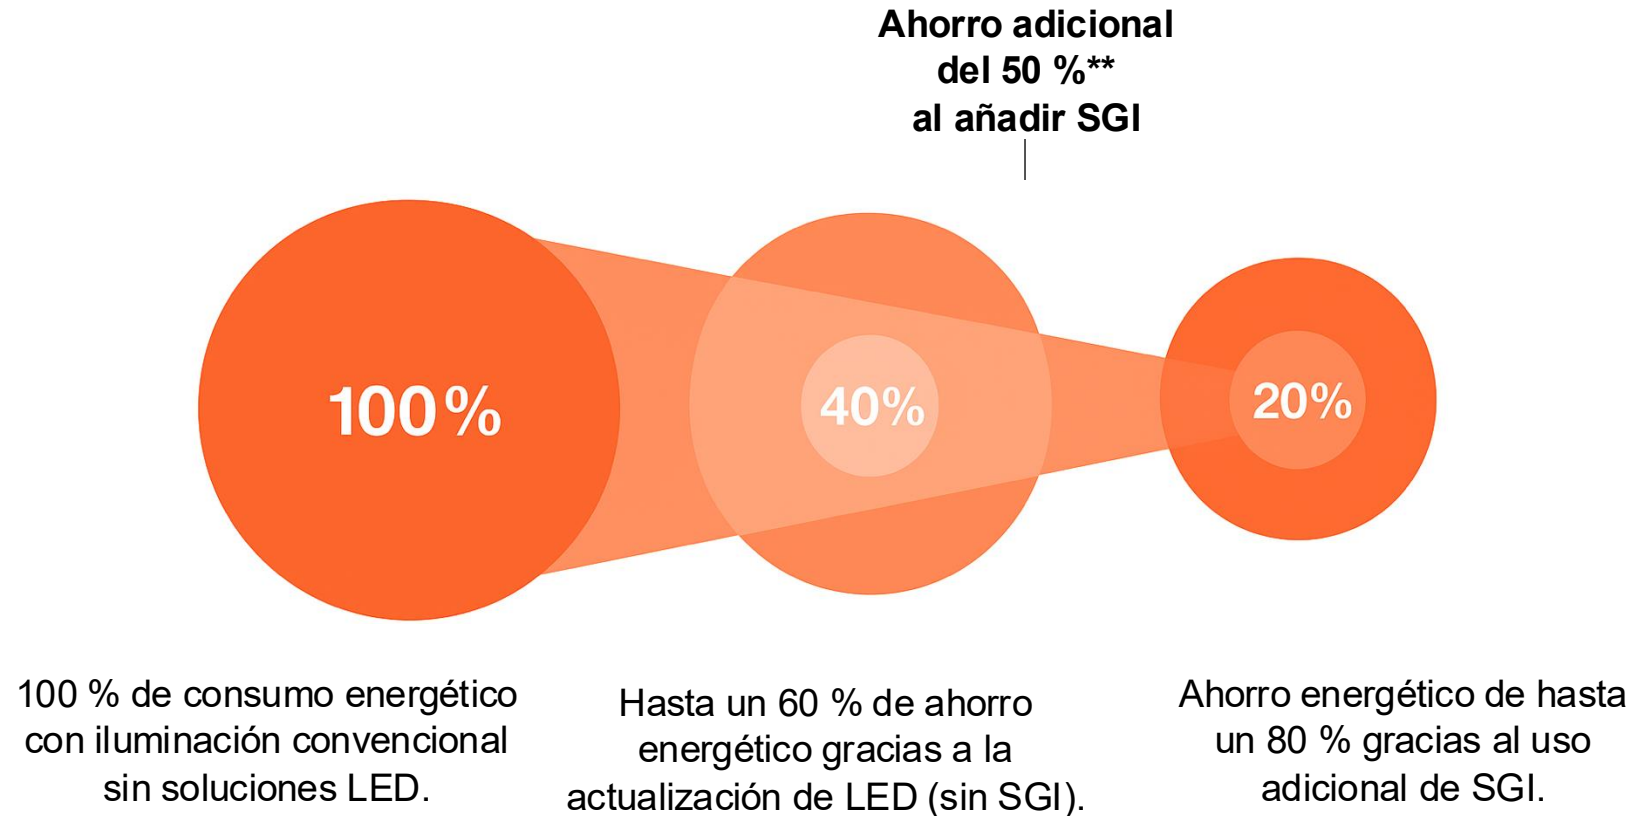 Ahorro adicional
del 50 %**
al añadir SGI
100%
40%
20%
100 % de consumo energético
con iluminación convencional
sin soluciones LED.
Hasta un 60 % de ahorro
energético gracias a la
actualización de LED (sin SGI).
Ahorro energético de hasta
un 80 % gracias al uso
adicional de SGI.